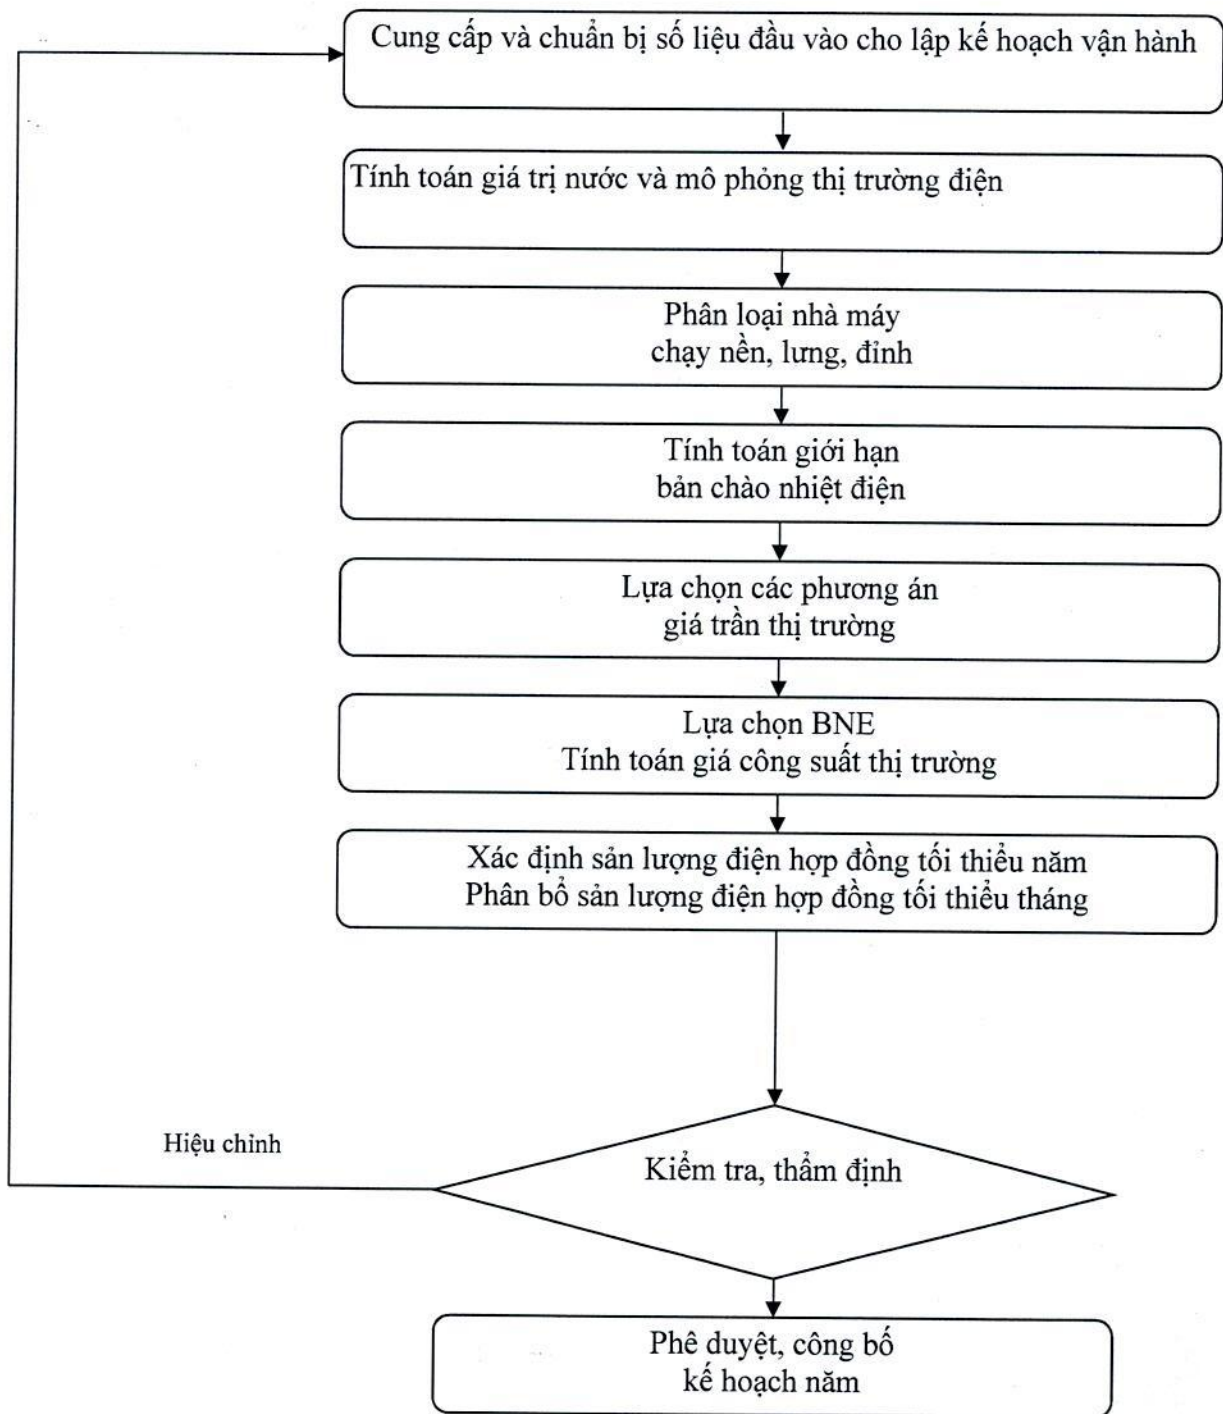 Cung cấp và chuẩn bị số liệu đầu vào cho lập kế hoạch vận hành
Tính toán giá trị nước và mô phỏng thị trường điện
Phân loại nhà máy
chạy nền, lưng, đỉnh
Tính toán giới hạn
bản chào nhiệt điện
Lựa chọn các phương án
giá trần thị trường
Lựa chọn BNE
Tính toán giá công suất thị trường
Xác định sản lượng điện hợp đồng tối thiểu năm
Phân bổ sản lượng điện hợp đồng tối thiểu tháng
Hiệu chỉnh
Kiểm tra, thẩm định
Phê duyệt, công bố
kế hoạch năm